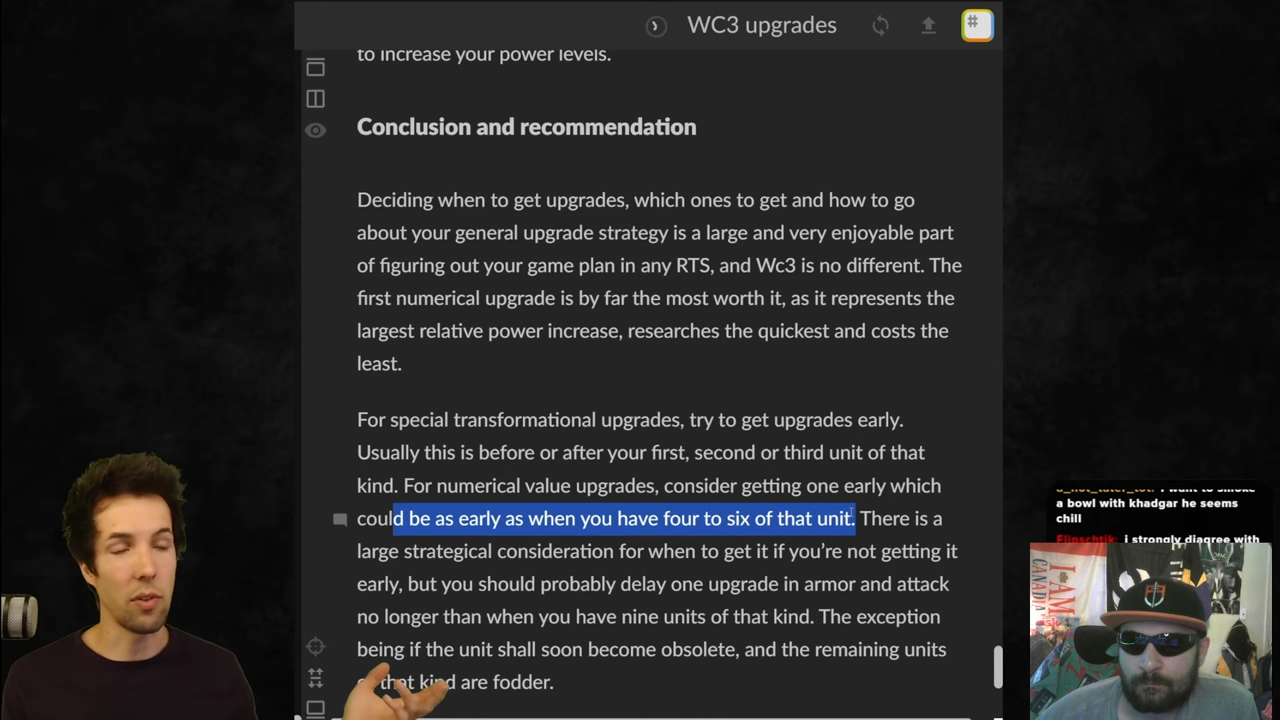 WC3 upgrades
#
to increase your power levels.
Conclusion and recommendation
Deciding when to get upgrades, which ones to get and how to go
about your general upgrade strategy is a large and very enjoyable part
of figuring out your game plan in any RTS, and Wc3 is no different. The
first numerical upgrade is by far the most worth it, as it represents the
largest relative power increase, researches the quickest and costs the
least.
For special transformational upgrades, try to get upgrades early.
Usually this is before or after your first, second or third unit of that
kind. For numerical value upgrades, consider getting one early which
could be as early as when you have four to six of that unit. There is a
large strategical consideration for when to get it if you're not getting it
early, but you should probably delay one upgrade in armor and attack
no longer than when you have nine units of that kind. The exception
being if the unit shall soon become obsolete, and the remaining units
that kind are fodder.
a bowl with khadgar he seems
chill
i strongly diagree with
I AM
CANADIA